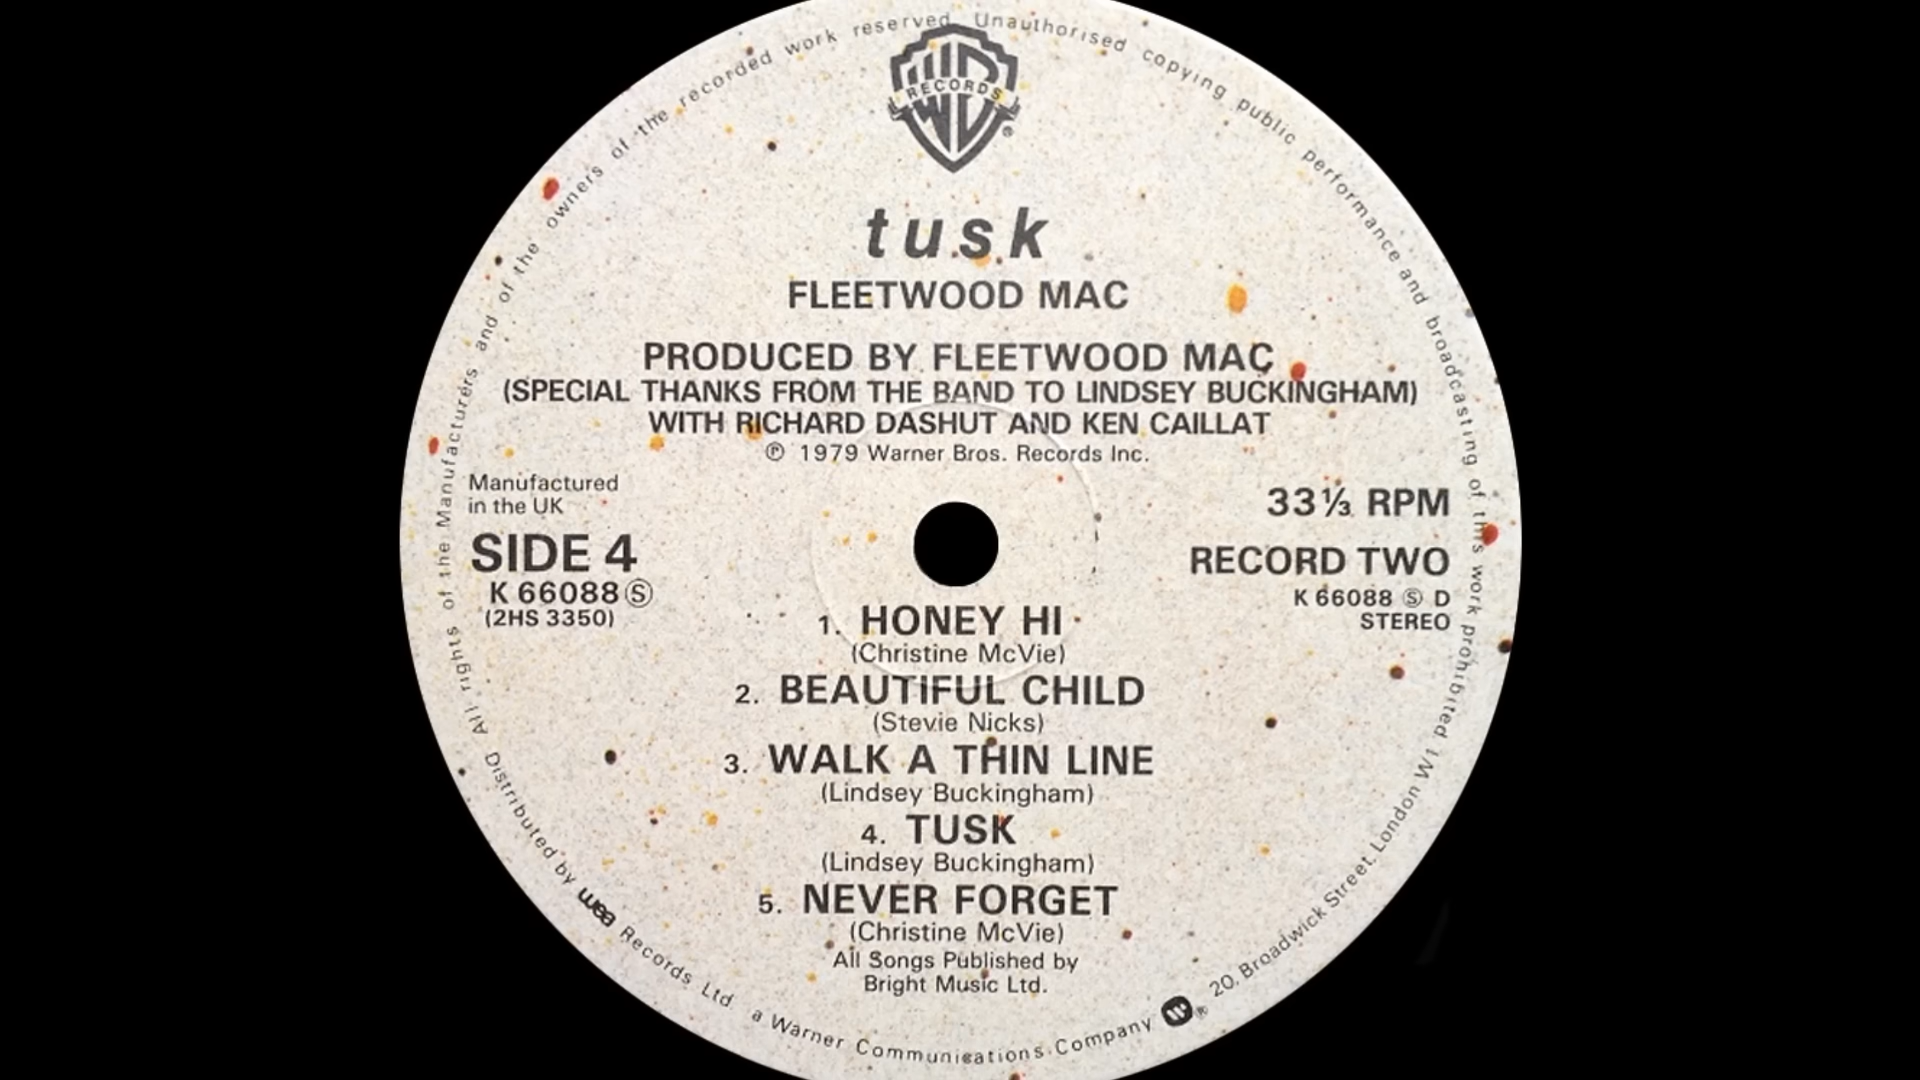 All rights of the Manufacturers and of the owners of the recorded work reserved Unauthorised copying public performance and broadcasting of this work prohibited
WB
RECORDS
®
tusk
FLEETWOOD MAC
PRODUCED BY FLEETWOOD MAC
(SPECIAL THANKS FROM THE BAND TO LINDSEY BUCKINGHAM)
WITH RICHARD DASHUT AND KEN CAILLAT
℗ 1979 Warner Bros. Records Inc.
Manufactured
in the UK
SIDE 4
K 66088 Ⓢ
(2HS 3350)
33⅓ RPM
RECORD TWO
K 66088 Ⓢ D
STEREO
1. HONEY HI
(Christine McVie)
2. BEAUTIFUL CHILD
(Stevie Nicks)
3. WALK A THIN LINE
(Lindsey Buckingham)
4. TUSK
(Lindsey Buckingham)
5. NEVER FORGET
(Christine McVie)
All Songs Published by
Bright Music Ltd.
Distributed by wea Records Ltd. a Warner Communications Company ® 20, Broadwick Street, London W1